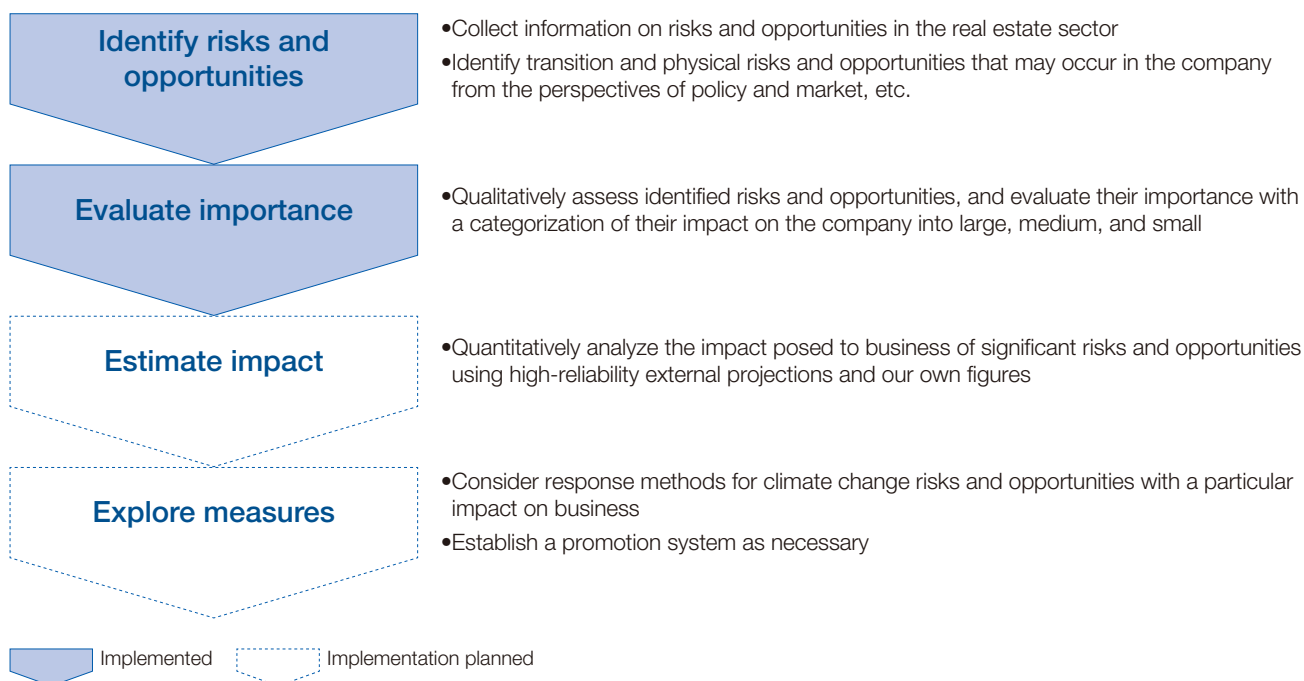 Identify risks and
opportunities
•Collect information on risks and opportunities in the real estate sector
•Identify transition and physical risks and opportunities that may occur in the company
from the perspectives of policy and market, etc.
Evaluate importance
•Qualitatively assess identified risks and opportunities, and evaluate their importance with
a categorization of their impact on the company into large, medium, and small
Estimate impact
•Quantitatively analyze the impact posed to business of significant risks and opportunities
using high-reliability external projections and our own figures
Explore measures
•Consider response methods for climate change risks and opportunities with a particular
impact on business
•Establish a promotion system as necessary
Implemented
Implementation planned